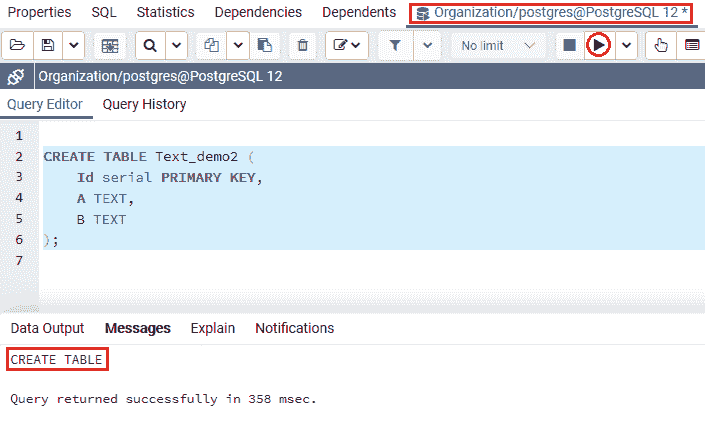 Properties SQL Statistics Dependencies Dependents Organization/postgres@PostgreSQL 12 *
No limit
Organization/postgres@PostgreSQL 12
Query Editor Query History
1
2 CREATE TABLE Text_demo2 (
3 Id serial PRIMARY KEY,
4 A TEXT,
5 B TEXT
6 );
7
Data Output Messages Explain Notifications
CREATE TABLE
Query returned successfully in 358 msec.